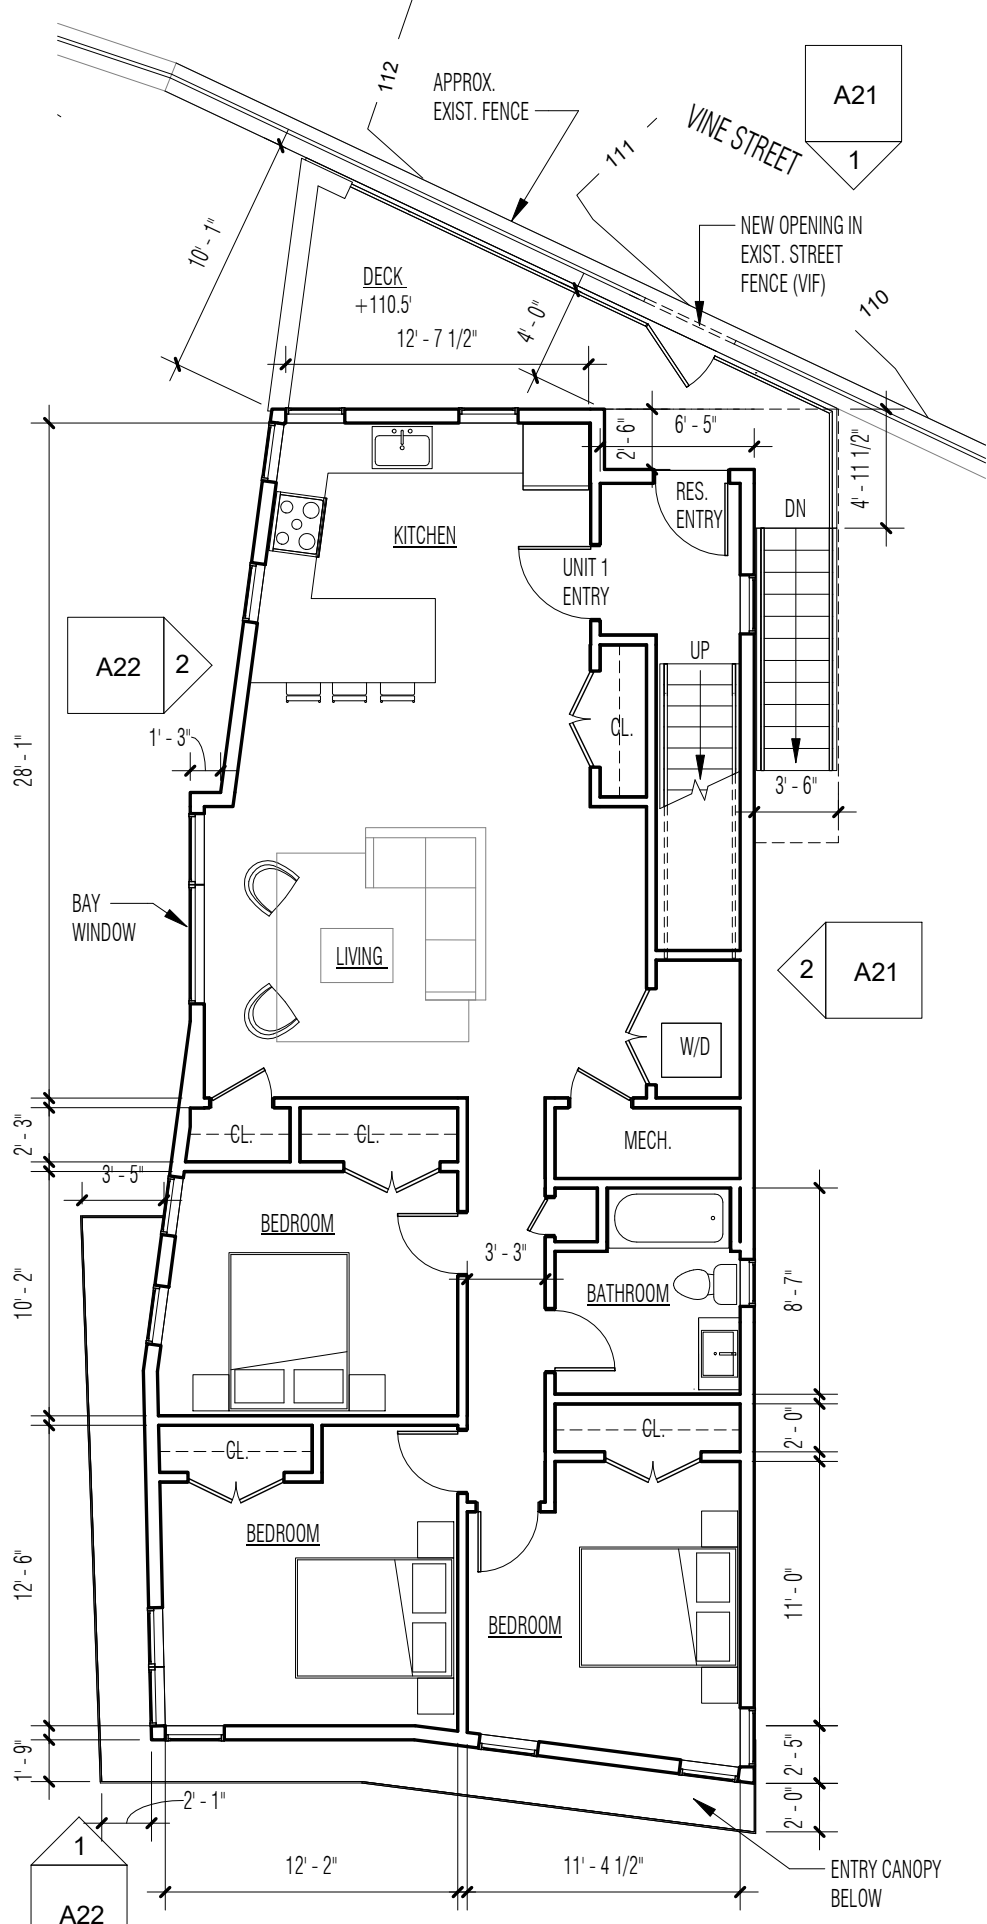 112
APPROX.
EXIST. FENCE
A21
1
111
VINE STREET
NEW OPENING IN
EXIST. STREET
FENCE (VIF)
110
10' - 1"
DECK
+110.5'
4' - 0"
12' - 7 1/2"
2' - 6"
6' - 5"
4' - 11 1/2"
RES.
ENTRY
DN
KITCHEN
UNIT 1
ENTRY
A22
2
UP
28' - 1"
1' - 3"
CL.
3' - 6"
BAY
WINDOW
LIVING
2
A21
W/D
2' - 3"
CL.
CL.
MECH.
3' - 5"
BEDROOM
3' - 3"
10' - 2"
BATHROOM
8' - 7"
CL.
CL.
2' - 0"
BEDROOM
12' - 6"
11' - 0"
BEDROOM
1' - 9"
2' - 5"
2' - 1"
2' - 0"
1
A22
12' - 2"
11' - 4 1/2"
ENTRY CANOPY
BELOW